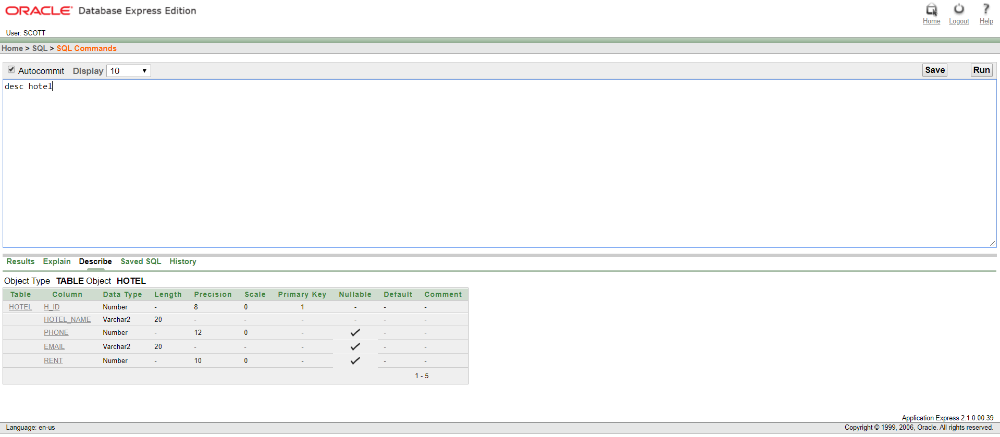 ORACLE Database Express Edition
Home Logout Help
User: SCOTT
Home > SQL > SQL Commands
Autocommit Display 10 Save Run
desc hotel
Results Explain Describe Saved SQL History
Object Type TABLE Object HOTEL
Table Column Data Type Length Precision Scale Primary Key Nullable Default Comment
HOTEL H_ID Number - 8 0 1 - - -
HOTEL_NAME Varchar2 20 - - - - - -
PHONE Number - 12 0 - - -
EMAIL Varchar2 20 - - - - -
RENT Number - 10 0 - - -
1 - 5
Application Express 2.1.0.00.39
Language: en-us Copyright © 1999, 2006, Oracle. All rights reserved.